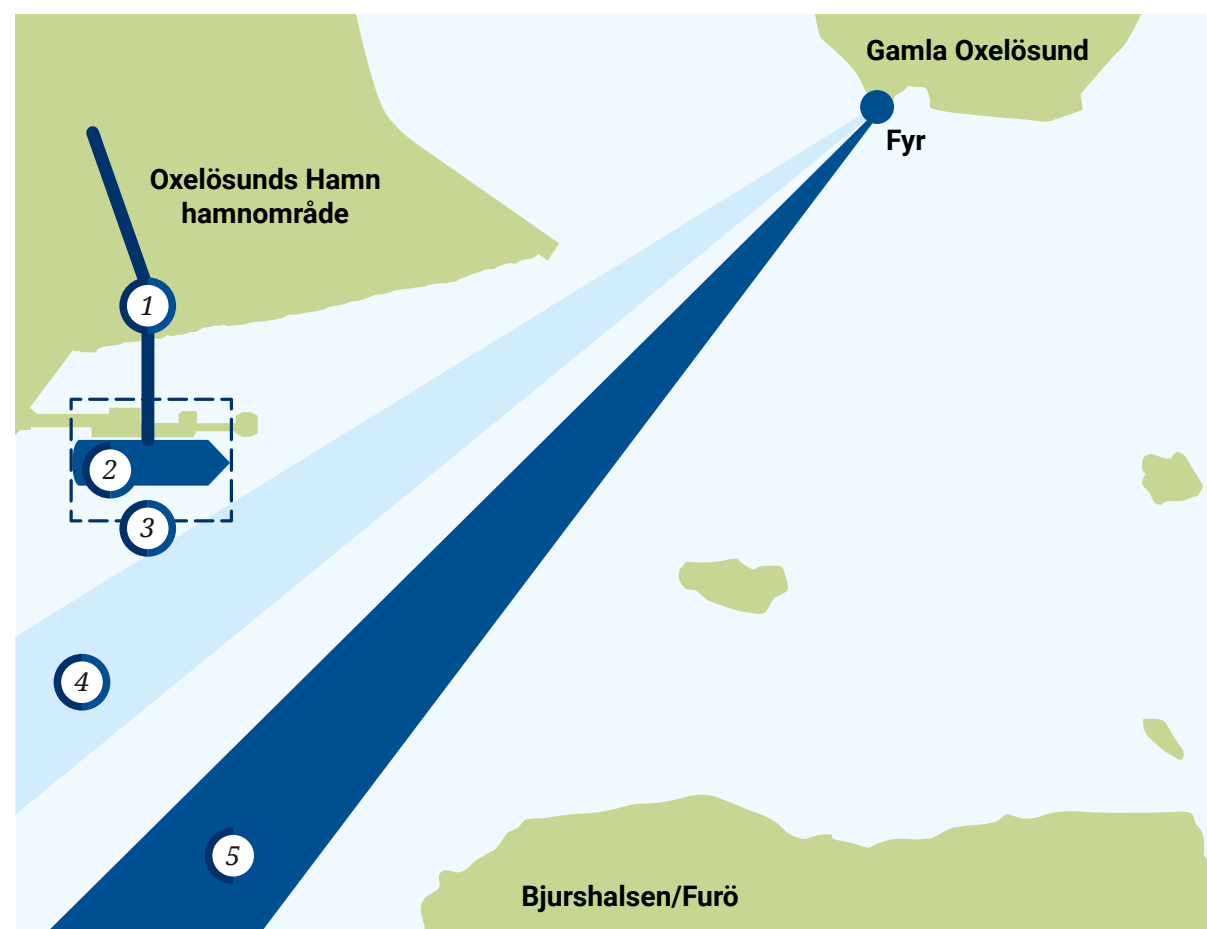 Gamla Oxelösund
Fyr
Oxelösunds Hamn
hamnområde
1
2
3
4
5
Bjurshalsen/Furö